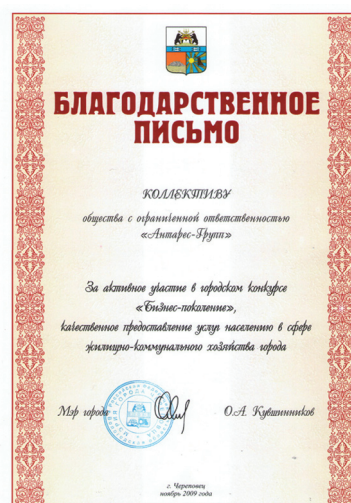 БЛАГОДАРСТВЕННОЕ
ПИСЬМО
КОЛЛЕКТИВУ
общества с ограниченной ответственностью
«Антарес-Групп»
За активное участие в городском конкурсе
«Бизнес-поколение»,
качественное предоставление услуг населению в сфере
жилищно-коммунального хозяйства города
Мэр города
О.А. Кувшинников
г. Череповец
ноябрь 2009 года